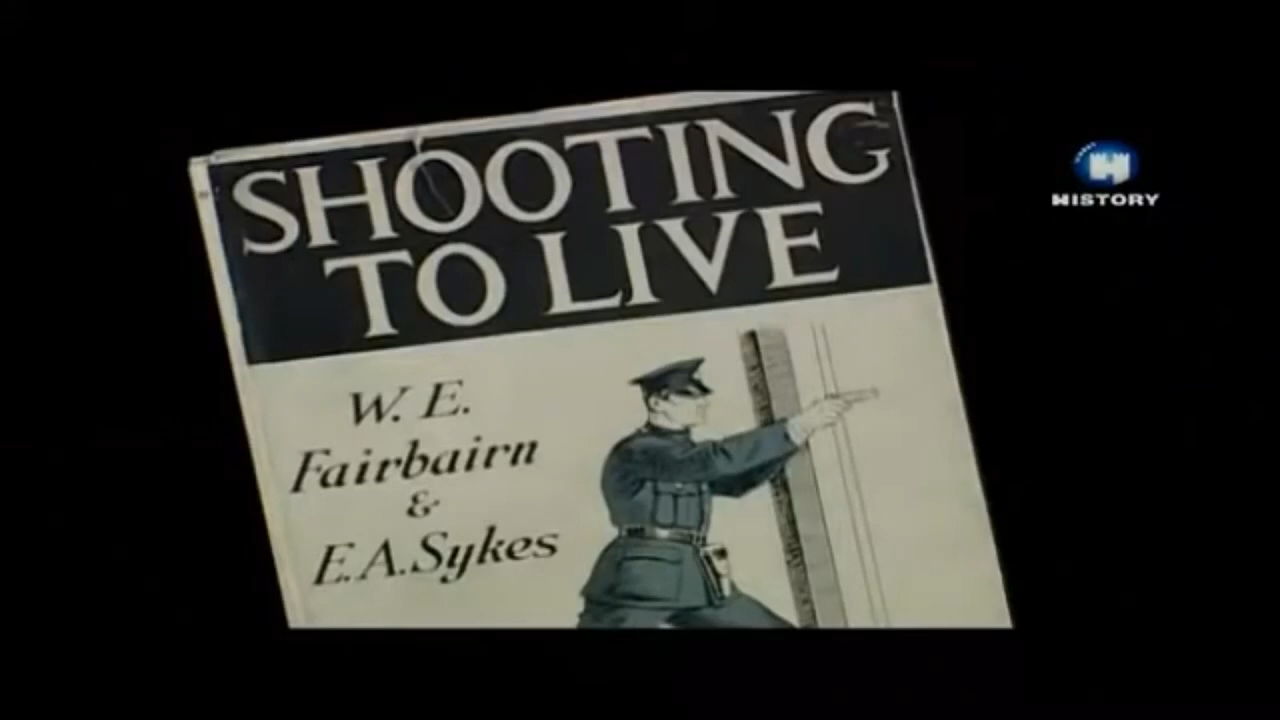 SHOOTING
TO LIVE
W. E.
Fairbairn
&
E.A.Sykes
HISTORY